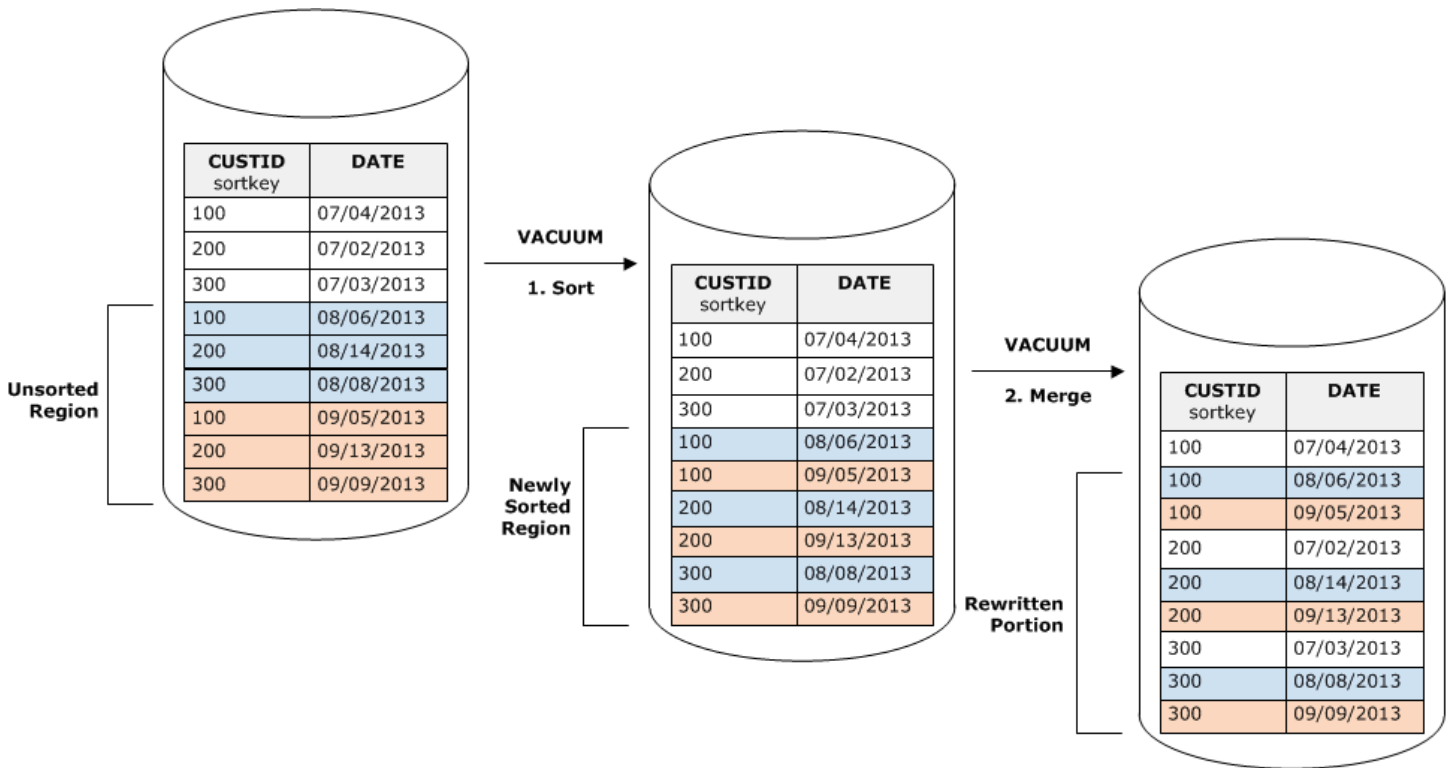 CUSTID DATE
sortkey
100 07/04/2013
200 07/02/2013
300 07/03/2013
100 08/06/2013
200 08/14/2013
300 08/08/2013
100 09/05/2013
200 09/13/2013
300 09/09/2013
Unsorted
Region
VACUUM
1. Sort
CUSTID DATE
sortkey
100 07/04/2013
200 07/02/2013
300 07/03/2013
100 08/06/2013
100 09/05/2013
200 08/14/2013
200 09/13/2013
300 08/08/2013
300 09/09/2013
Newly
Sorted
Region
VACUUM
2. Merge
CUSTID DATE
sortkey
100 07/04/2013
100 08/06/2013
100 09/05/2013
200 07/02/2013
200 08/14/2013
200 09/13/2013
300 07/03/2013
300 08/08/2013
300 09/09/2013
Rewritten
Portion